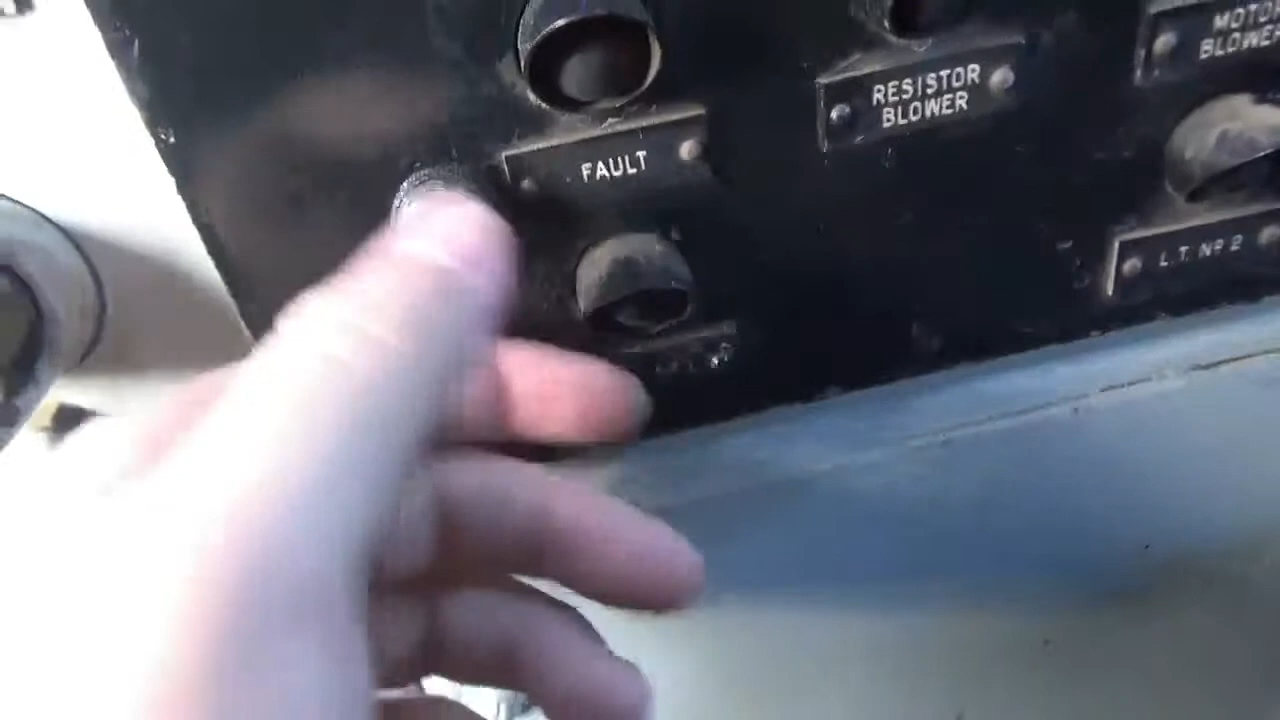 FAULT
RESISTOR
BLOWER
MOTOR
BLOWER
L.T. Nº 2